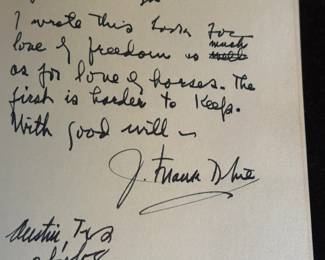 I wrote this book for
love of freedom as much
as for love of horses. The
first is harder to keep.
With good will —
J. Frank Dobie
Austin, Texas